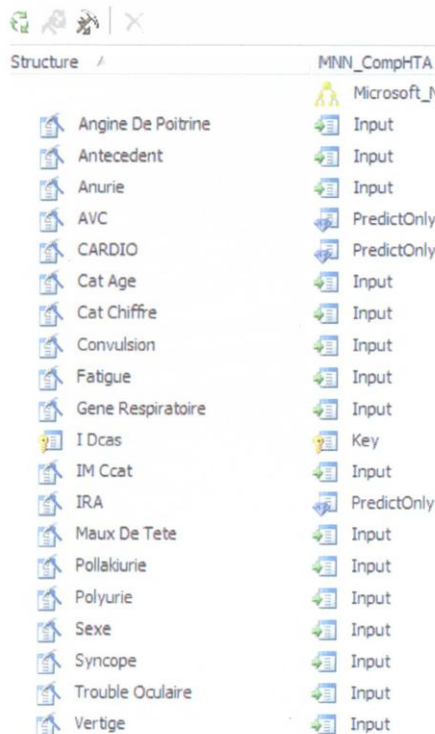 Structure MNN_CompHTA
Microsoft_
Angine De Poitrine Input
Antecedent Input
Anurie Input
AVC PredictOnly
CARDIO PredictOnly
Cat Age Input
Cat Chiffre Input
Convulsion Input
Fatigue Input
Gene Respiratoire Input
I Dcas Key
IM Ccat Input
IRA PredictOnly
Maux De Tete Input
Pollakiurie Input
Polyurie Input
Sexe Input
Syncope Input
Trouble Oculaire Input
Vertige Input